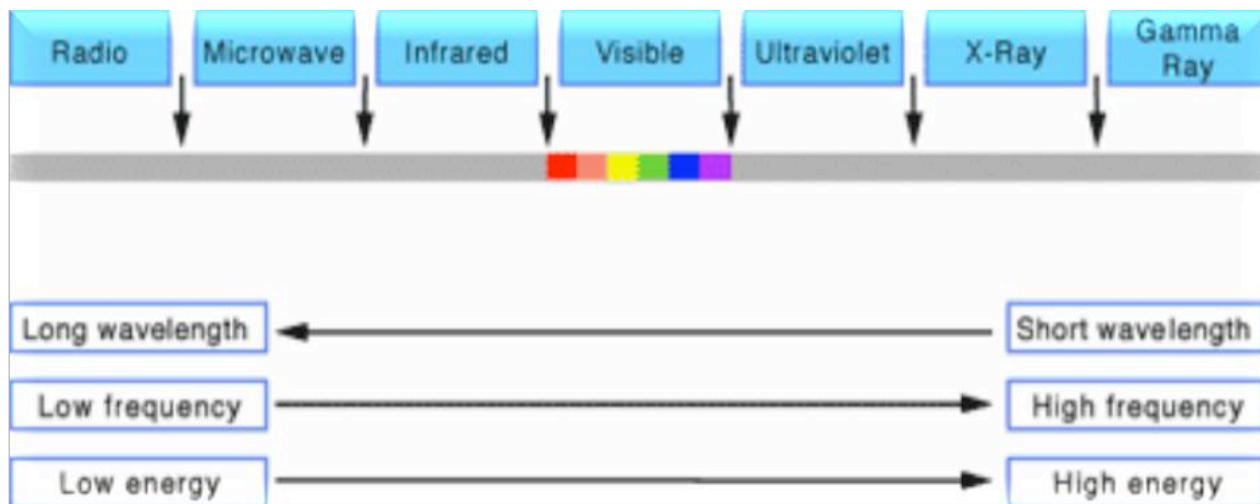 Radio
Microwave
Infrared
Visible
Ultraviolet
X-Ray
Gamma
Ray
Long wavelength
Short wavelength
Low frequency
High frequency
Low energy
High energy